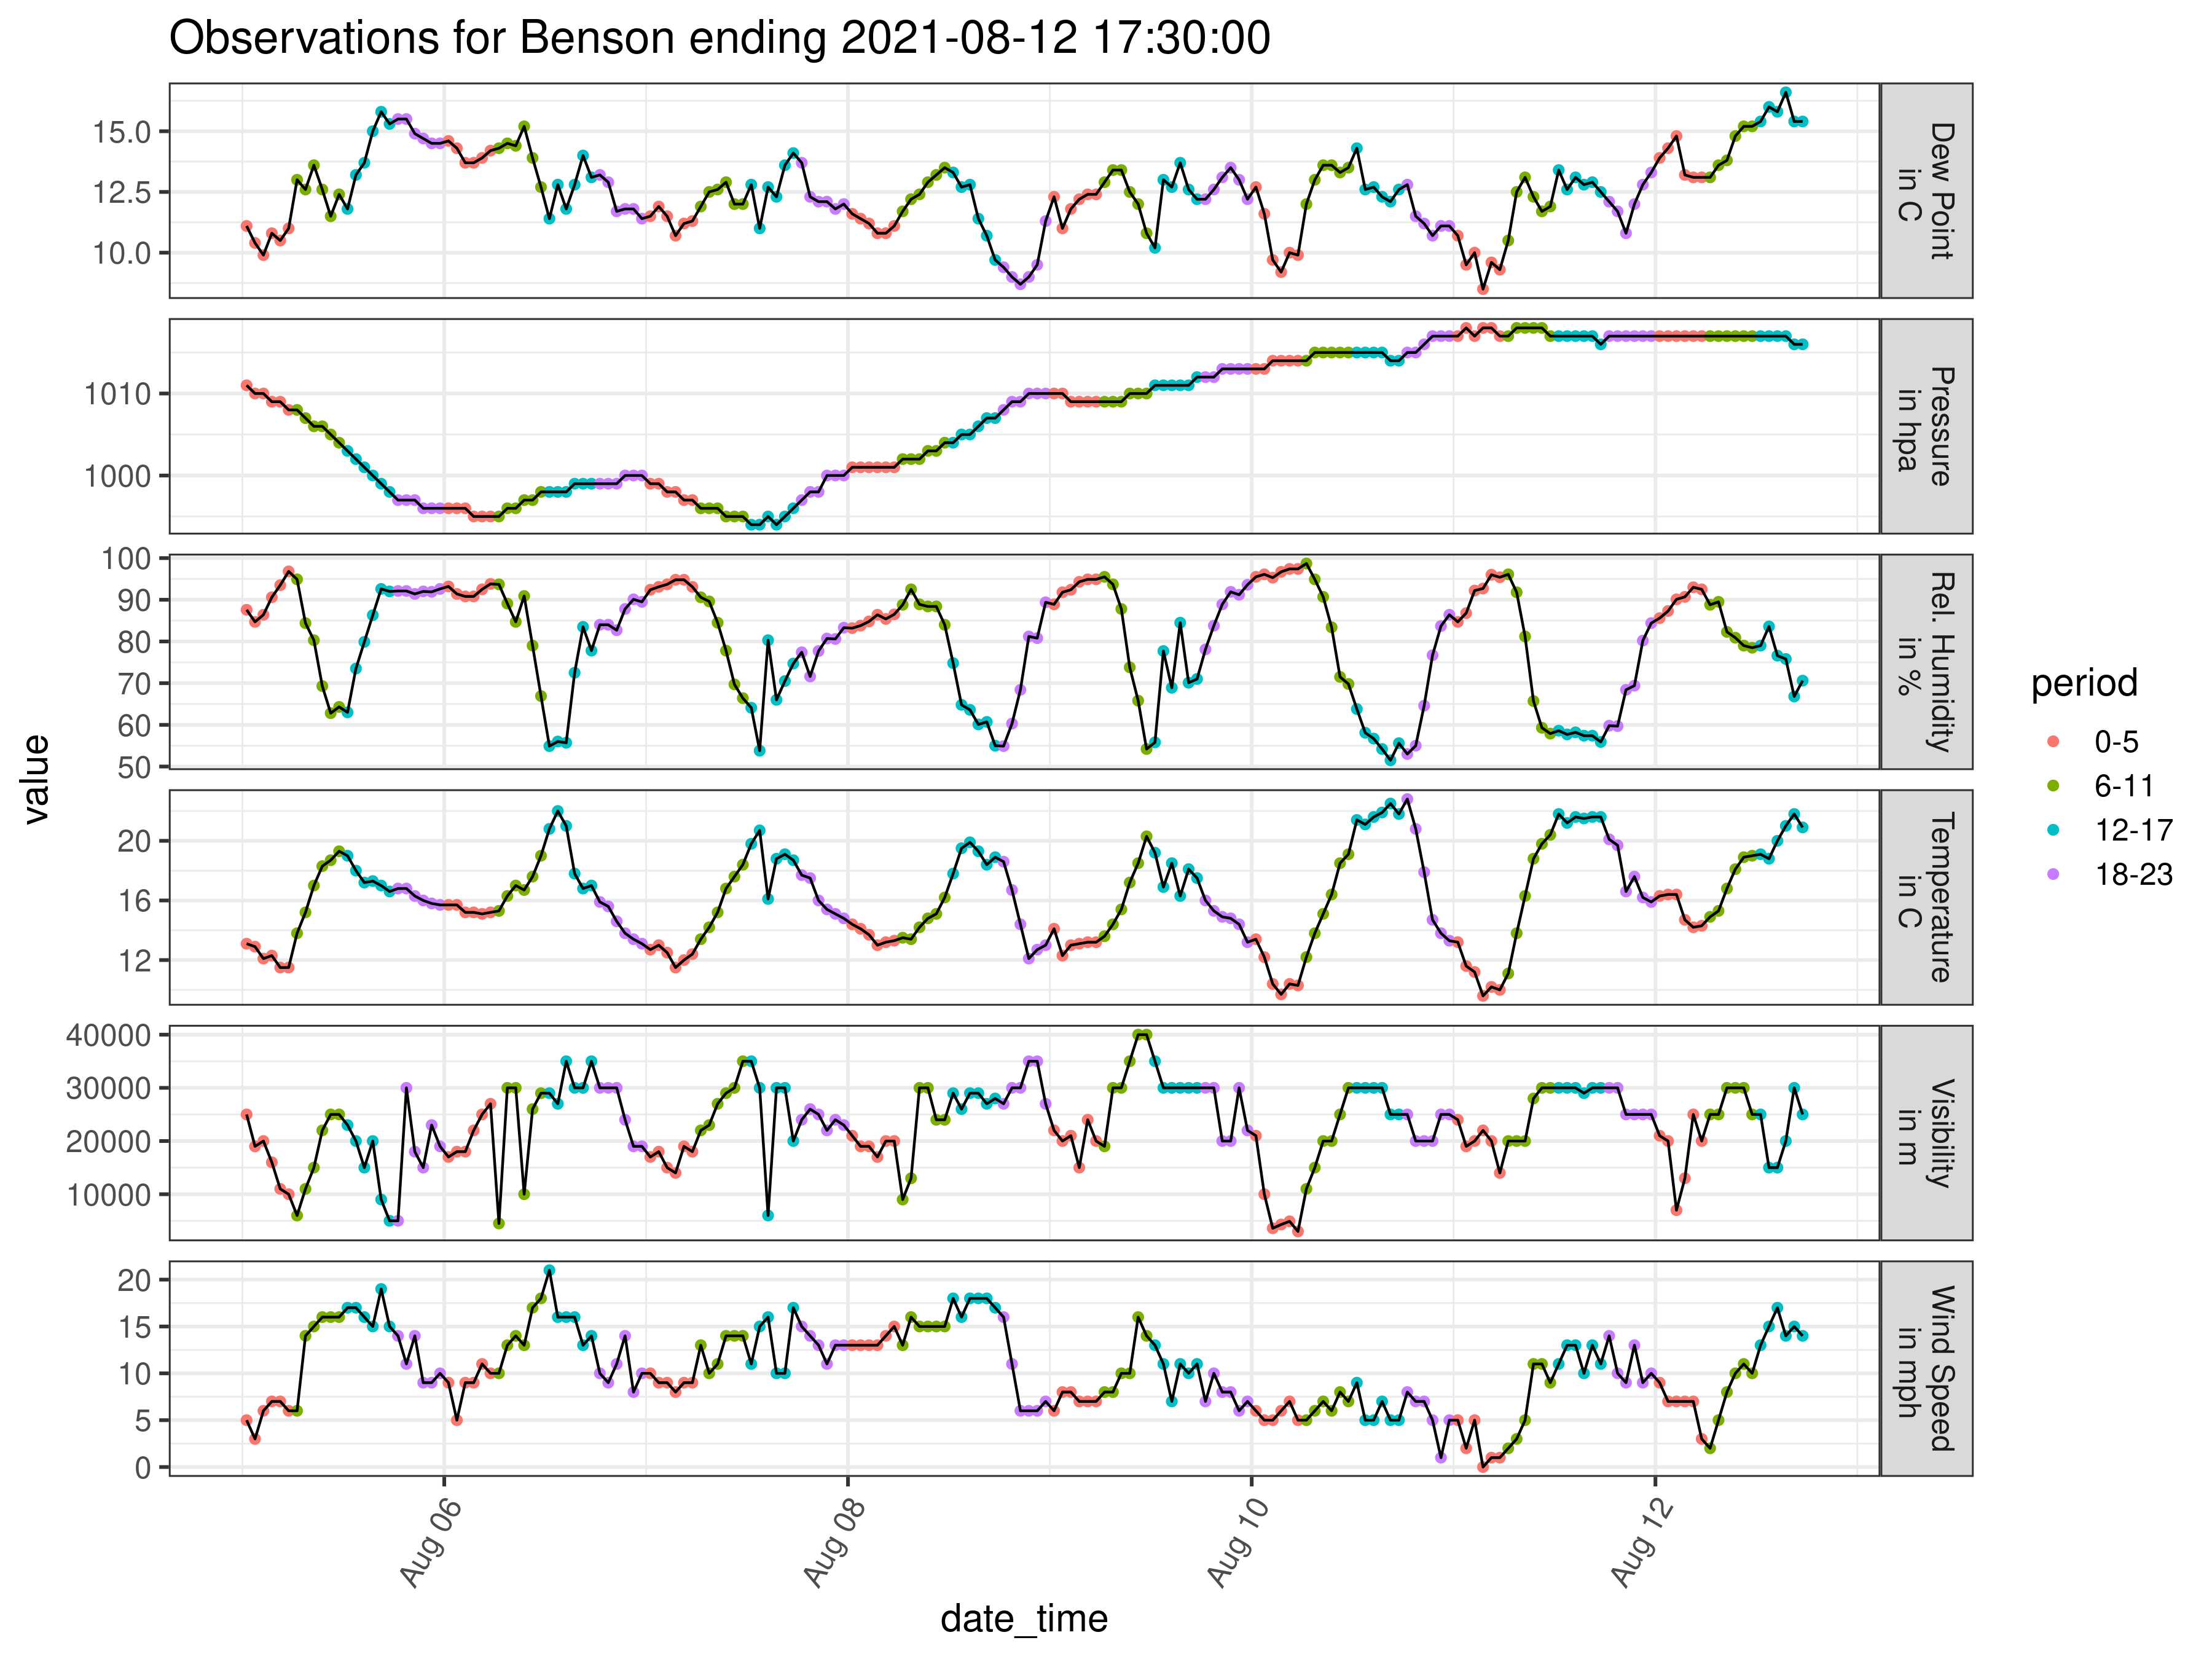 Observations for Benson ending 2021-08-12 17:30:00
value
15.0
12.5
10.0
Dew Point
in C
1010
1000
Pressure
in hpa
100
90
80
70
60
50
Rel. Humidity
in %
20
16
12
Temperature
in C
40000
30000
20000
10000
Visibility
in m
20
15
10
5
0
Wind Speed
in mph
Aug 06
Aug 08
Aug 10
Aug 12
date_time
period
0-5
6-11
12-17
18-23